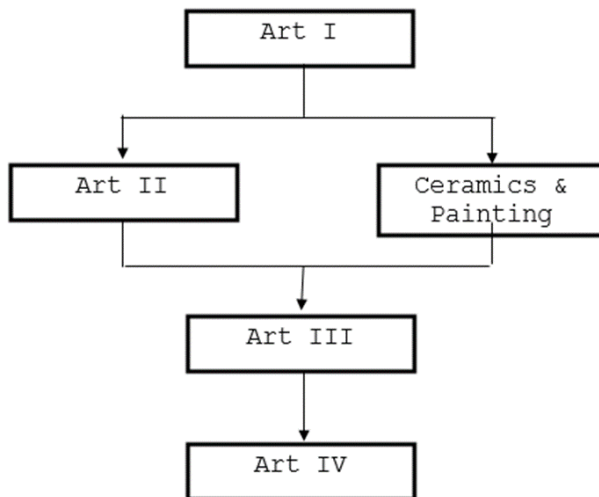 Art I
Art II
Ceramics &
Painting
Art III
Art IV